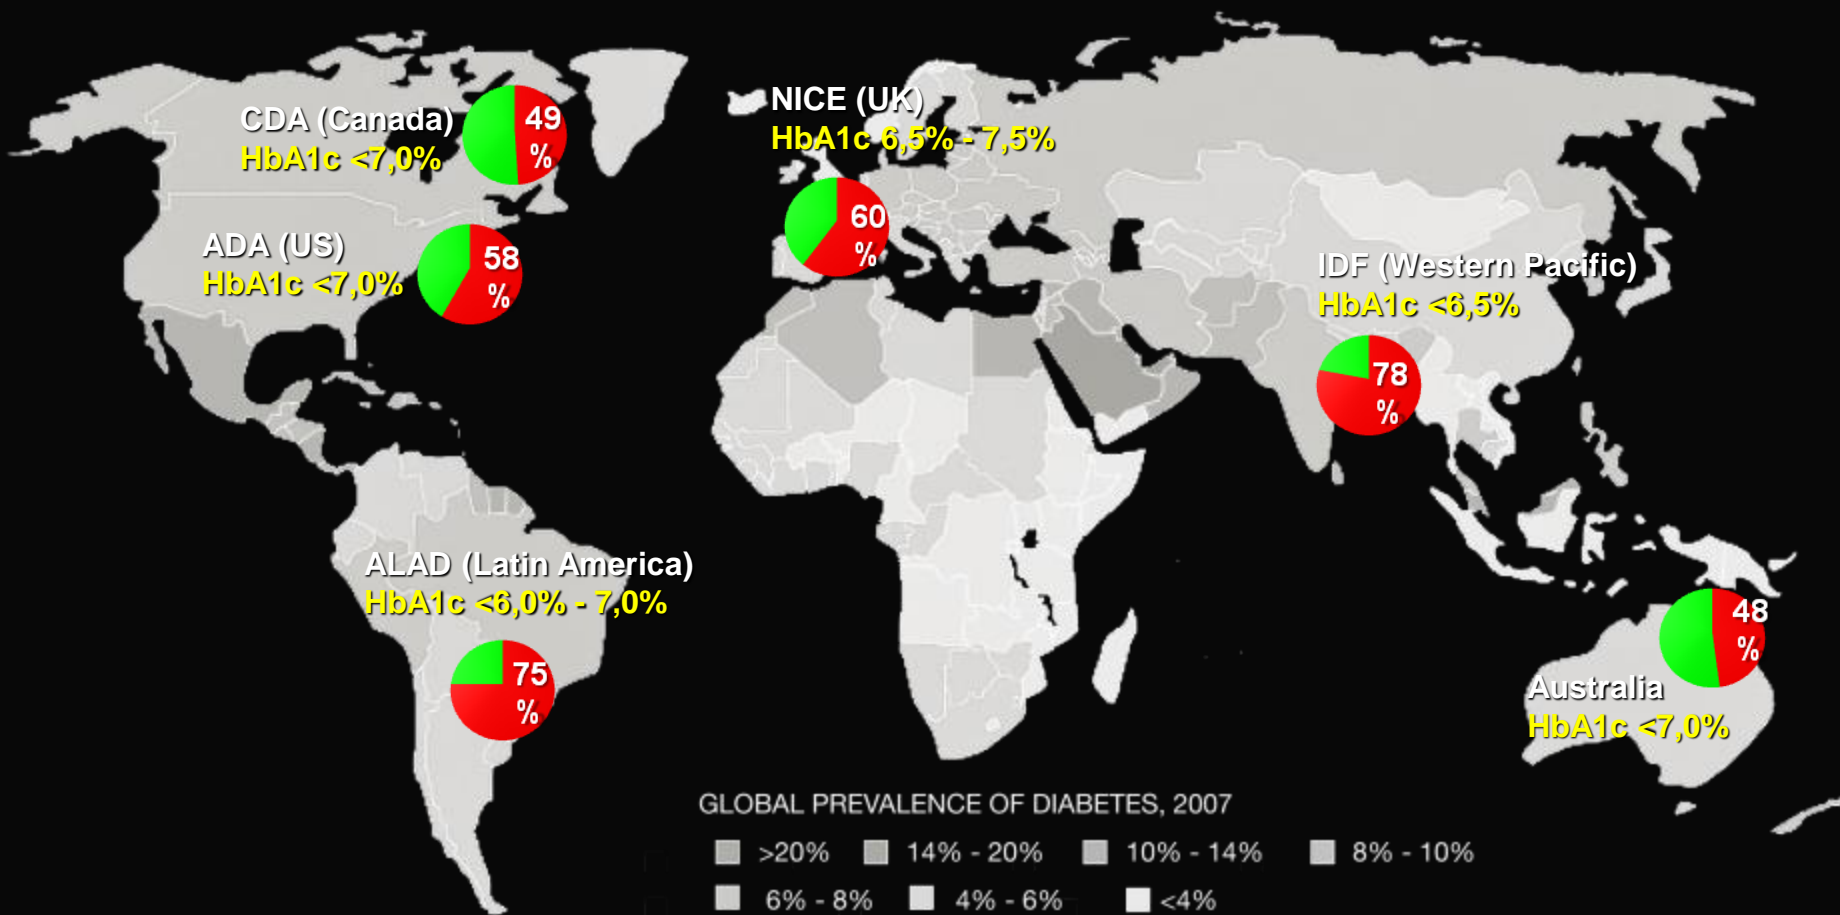 CDA (Canada)
HbA1c <7,0%
49
%
NICE (UK)
HbA1c 6,5% - 7,5%
60
%
ADA (US)
HbA1c <7,0%
58
%
IDF (Western Pacific)
HbA1c <6,5%
78
%
ALAD (Latin America)
HbA1c <6,0% - 7,0%
75
%
48
%
Australia
HbA1c <7,0%
GLOBAL PREVALENCE OF DIABETES, 2007
>20% 14% - 20% 10% - 14% 8% - 10%
6% - 8% 4% - 6% <4%